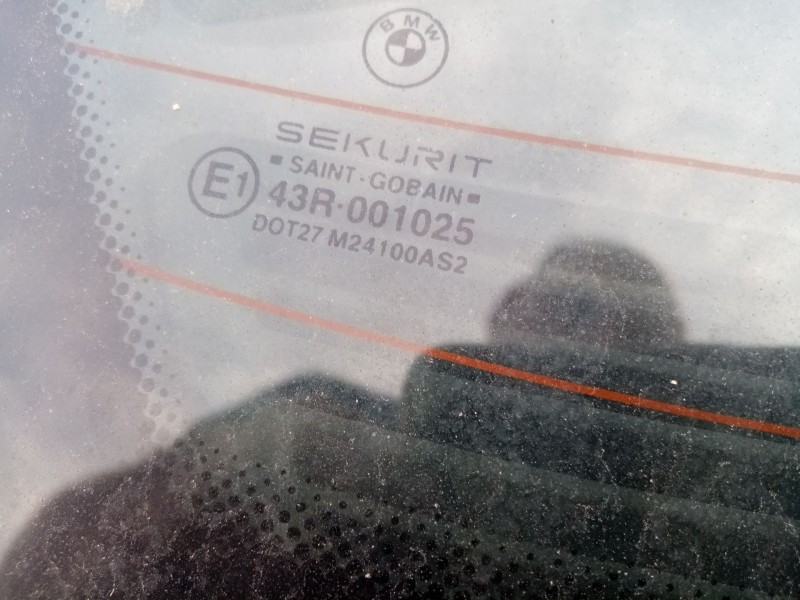 BMW
SEKURIT
SAINT-GOBAIN
E1
43R-001025
DOT27 M24100AS2